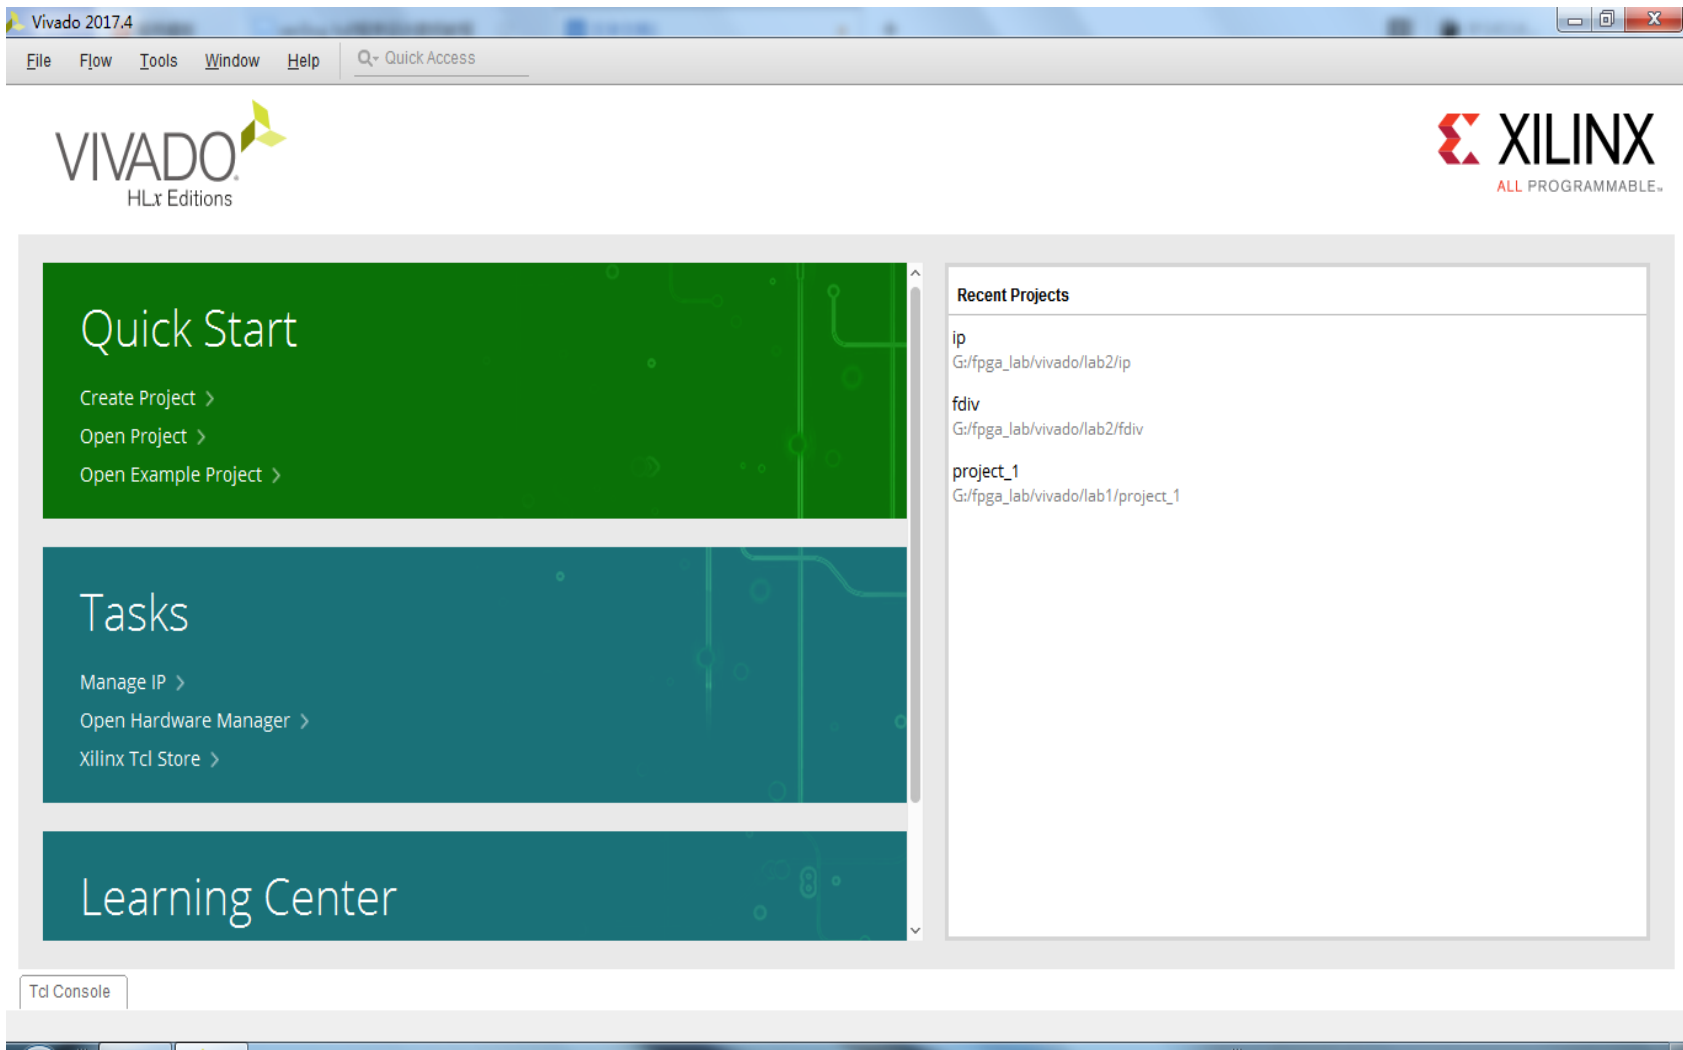 Vivado 2017.4
File Flow Tools Window Help Quick Access
VIVADO.
HLx Editions
XILINX
ALL PROGRAMMABLE™
Quick Start
Create Project >
Open Project >
Open Example Project >
Tasks
Manage IP >
Open Hardware Manager >
Xilinx Tcl Store >
Learning Center
Recent Projects
ip
G:/fpga_lab/vivado/lab2/ip
fdiv
G:/fpga_lab/vivado/lab2/fdiv
project_1
G:/fpga_lab/vivado/lab1/project_1
Tcl Console